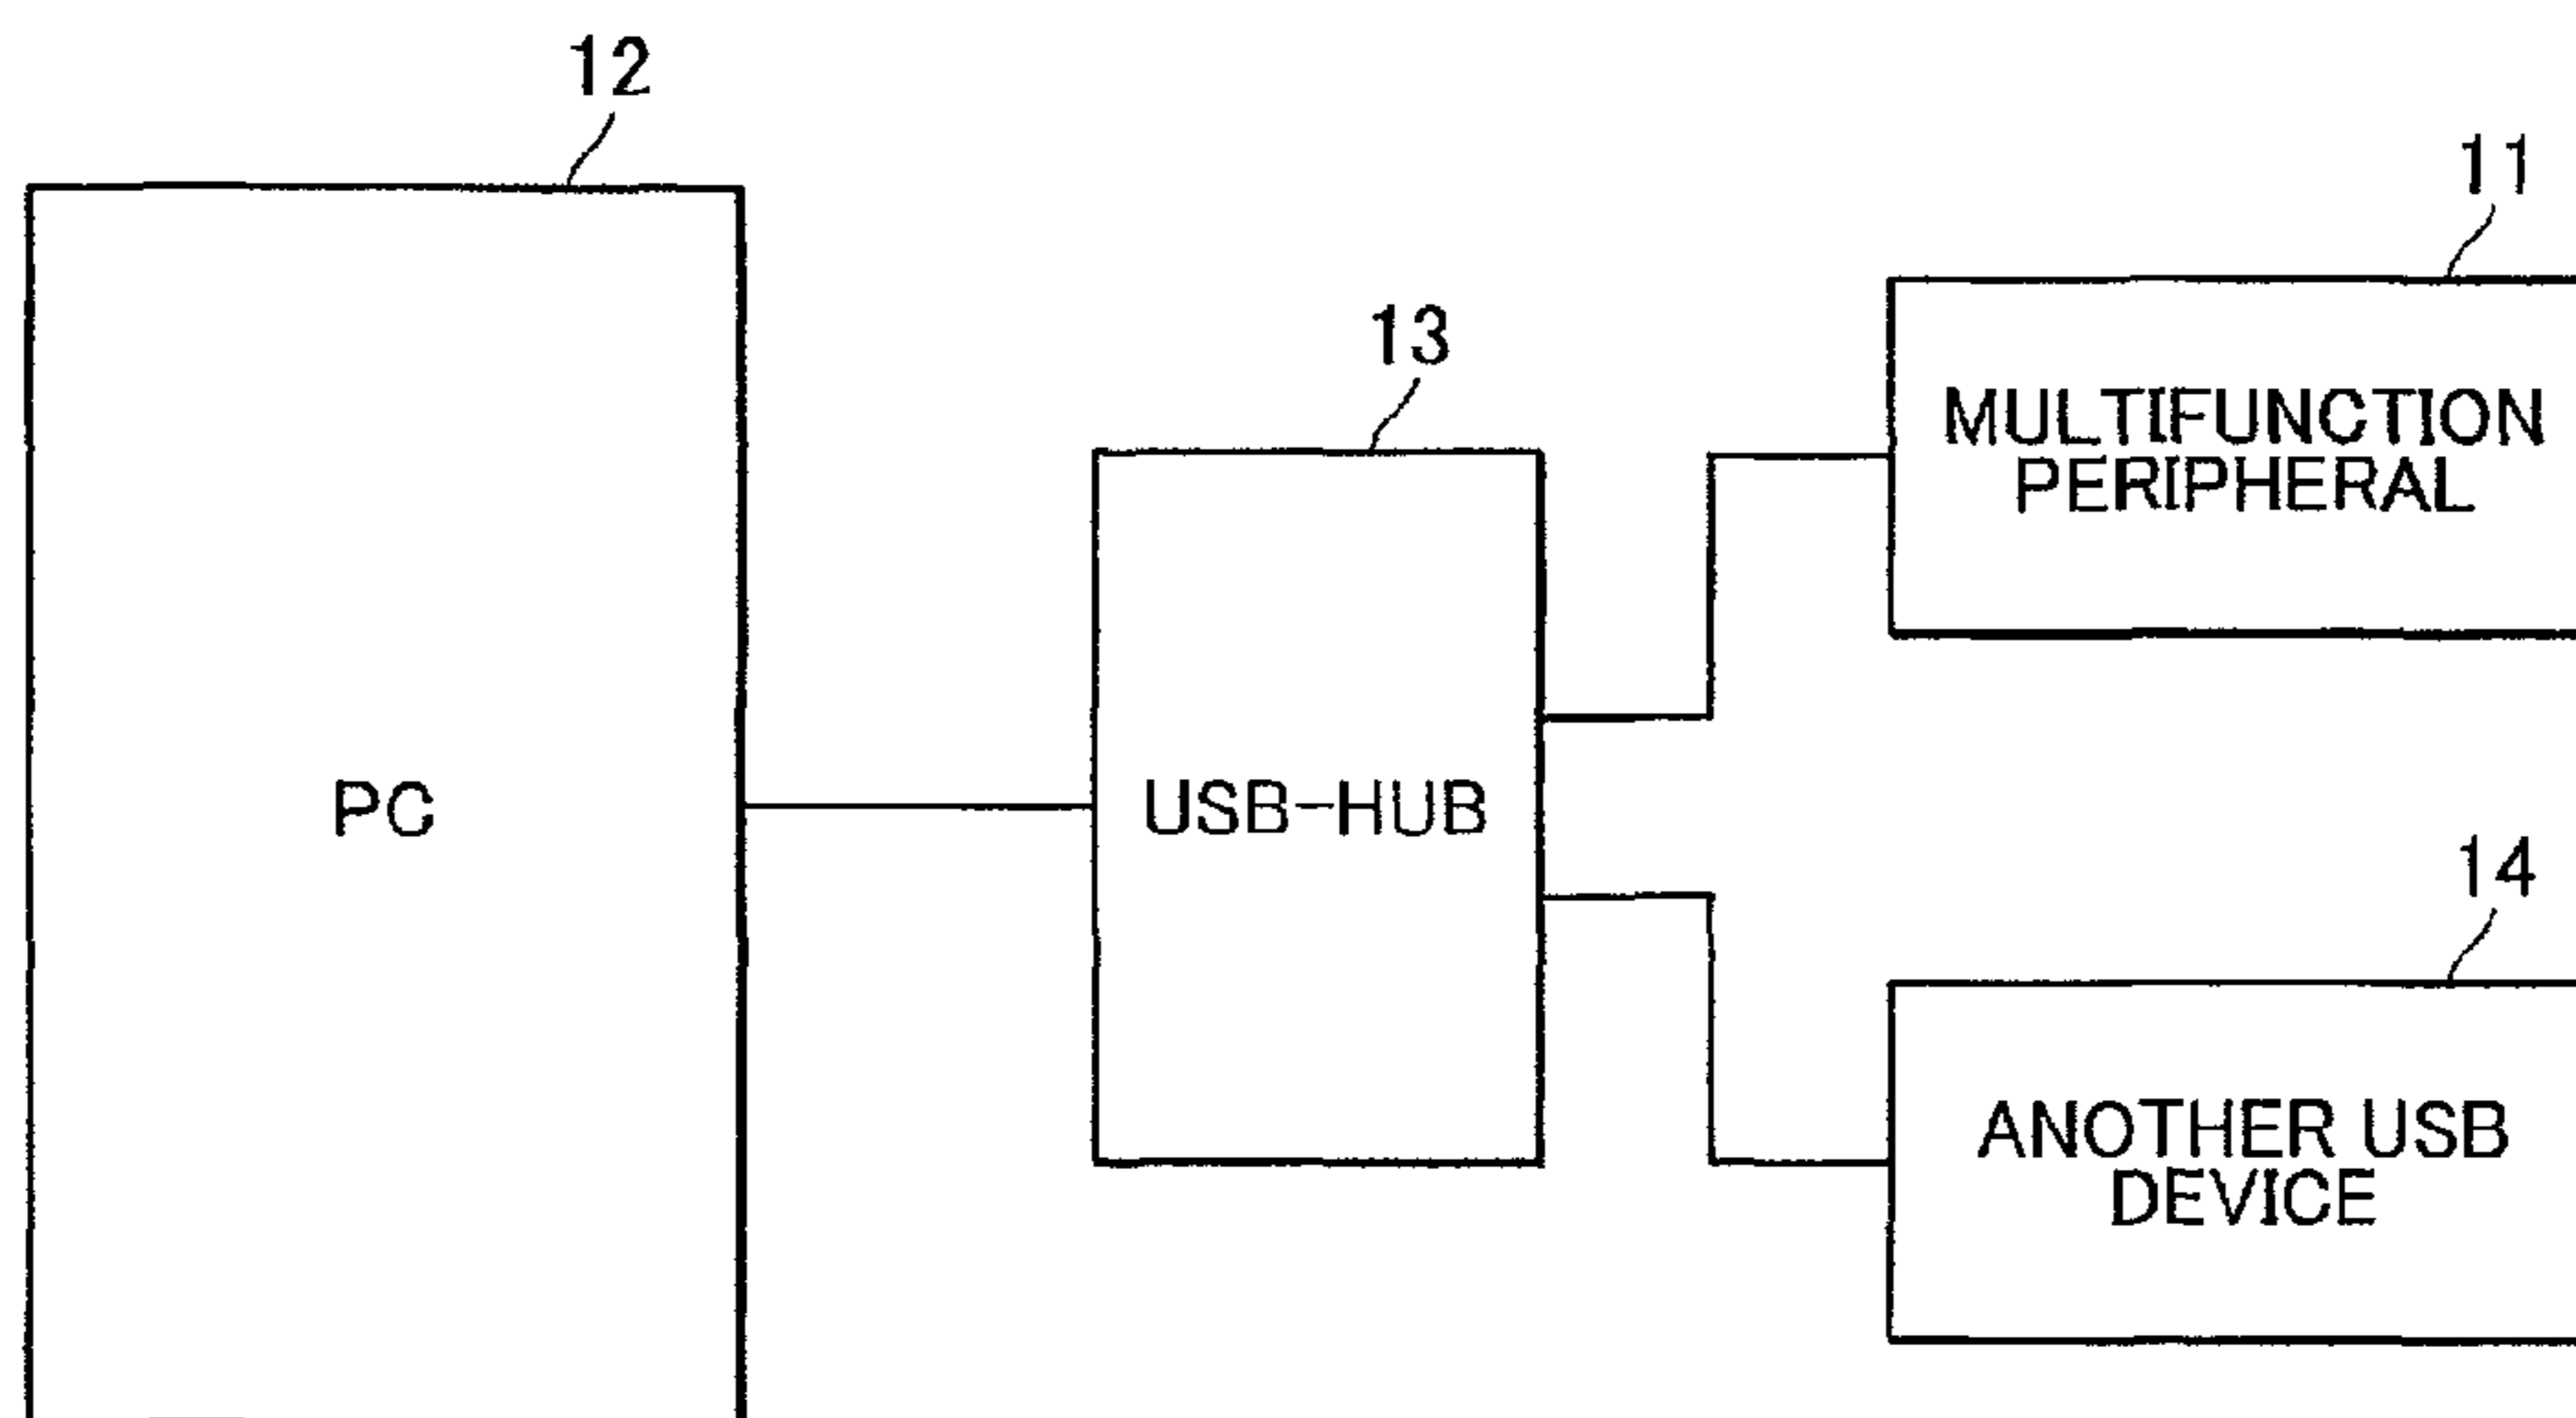 12
11
13
MULTIFUNCTION
PERIPHERAL
PC
USB-HUB
14
ANOTHER USB
DEVICE